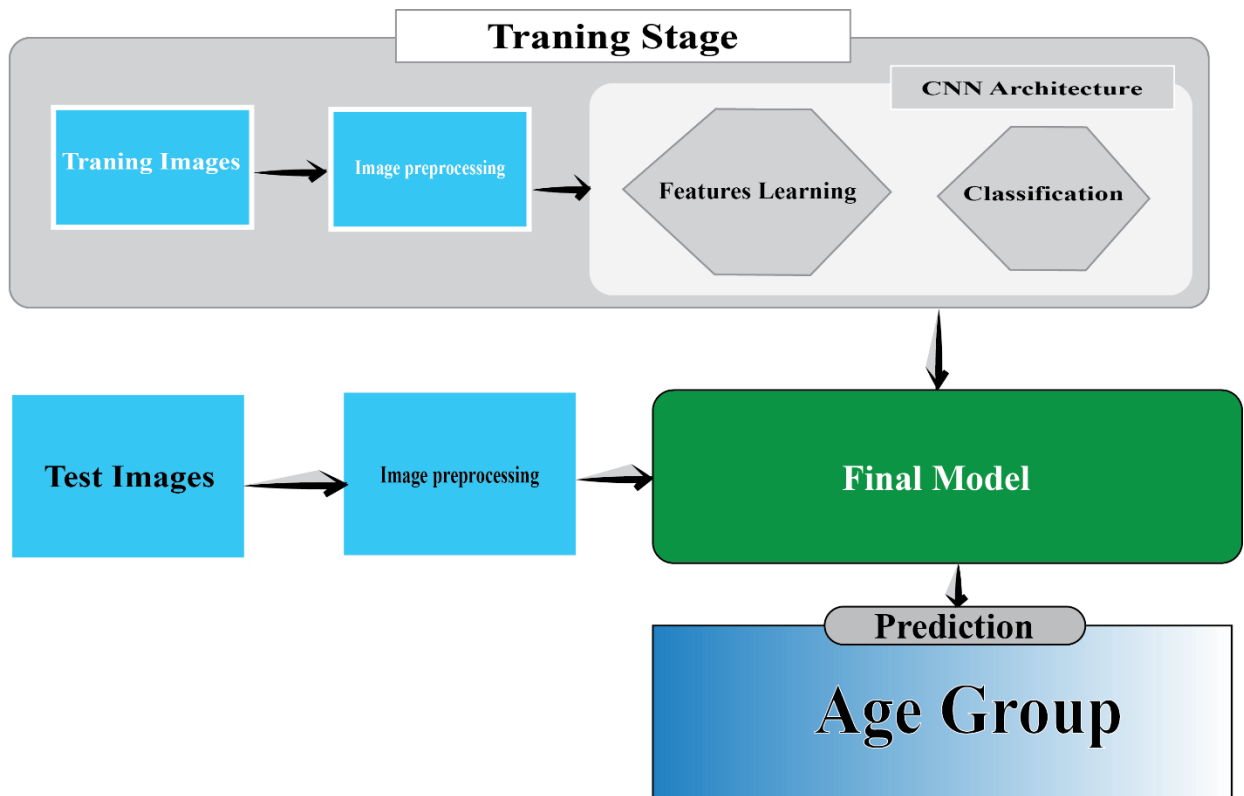 Traning Stage
CNN Architecture
Traning Images
Image preprocessing
Features Learning
Classification
Test Images
Image preprocessing
Final Model
Prediction
Age Group